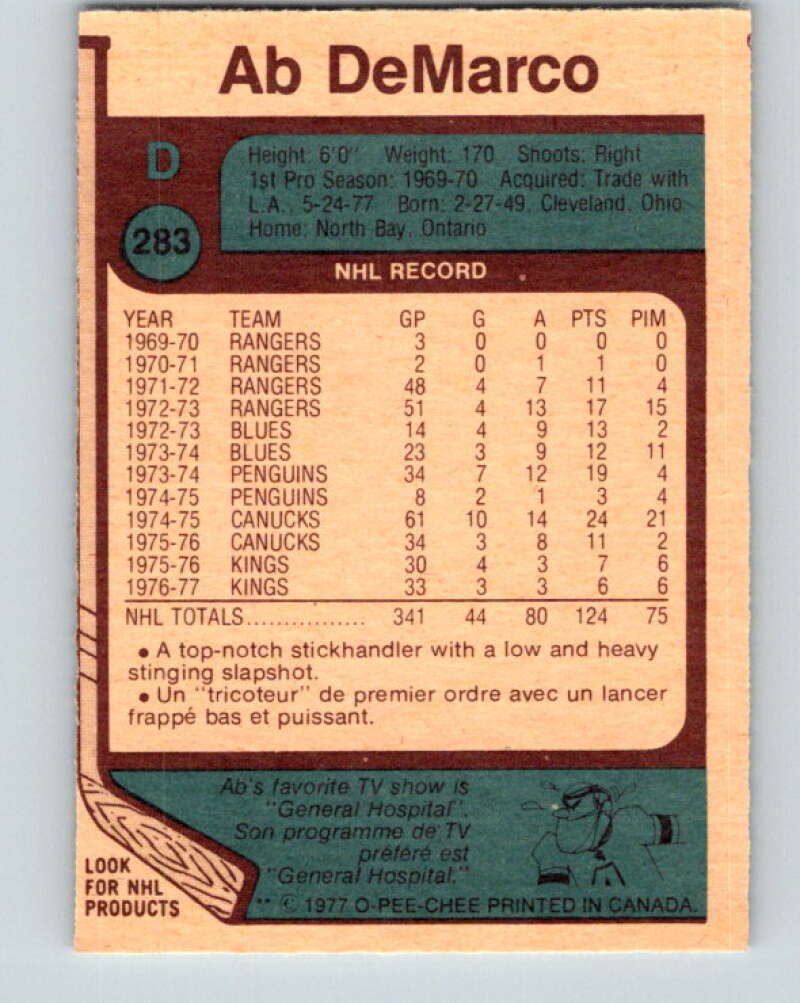 Ab DeMarco
D
283
Height: 6'0" Weight: 170 Shoots: Right
1st Pro Season: 1969-70 Acquired: Trade with
L.A., 5-24-77 Born: 2-27-49, Cleveland, Ohio
Home: North Bay, Ontario
NHL RECORD
YEAR TEAM GP G A PTS PIM
1969-70 RANGERS 3 0 0 0 0
1970-71 RANGERS 2 0 1 1 0
1971-72 RANGERS 48 4 7 11 4
1972-73 RANGERS 51 4 13 17 15
1972-73 BLUES 14 4 9 13 2
1973-74 BLUES 23 3 9 12 11
1973-74 PENGUINS 34 7 12 19 4
1974-75 PENGUINS 8 2 1 3 4
1974-75 CANUCKS 61 10 14 24 21
1975-76 CANUCKS 34 3 8 11 2
1975-76 KINGS 30 4 3 7 6
1976-77 KINGS 33 3 3 6 6
NHL TOTALS................ 341 44 80 124 75
• A top-notch stickhandler with a low and heavy
stinging slapshot.
• Un "tricoteur" de premier ordre avec un lancer
frappé bas et puissant.
Ab's favorite TV show is
"General Hospital".
Son programme de TV
préféré est
"General Hospital."
LOOK
FOR NHL
PRODUCTS
** © 1977 O-PEE-CHEE PRINTED IN CANADA.